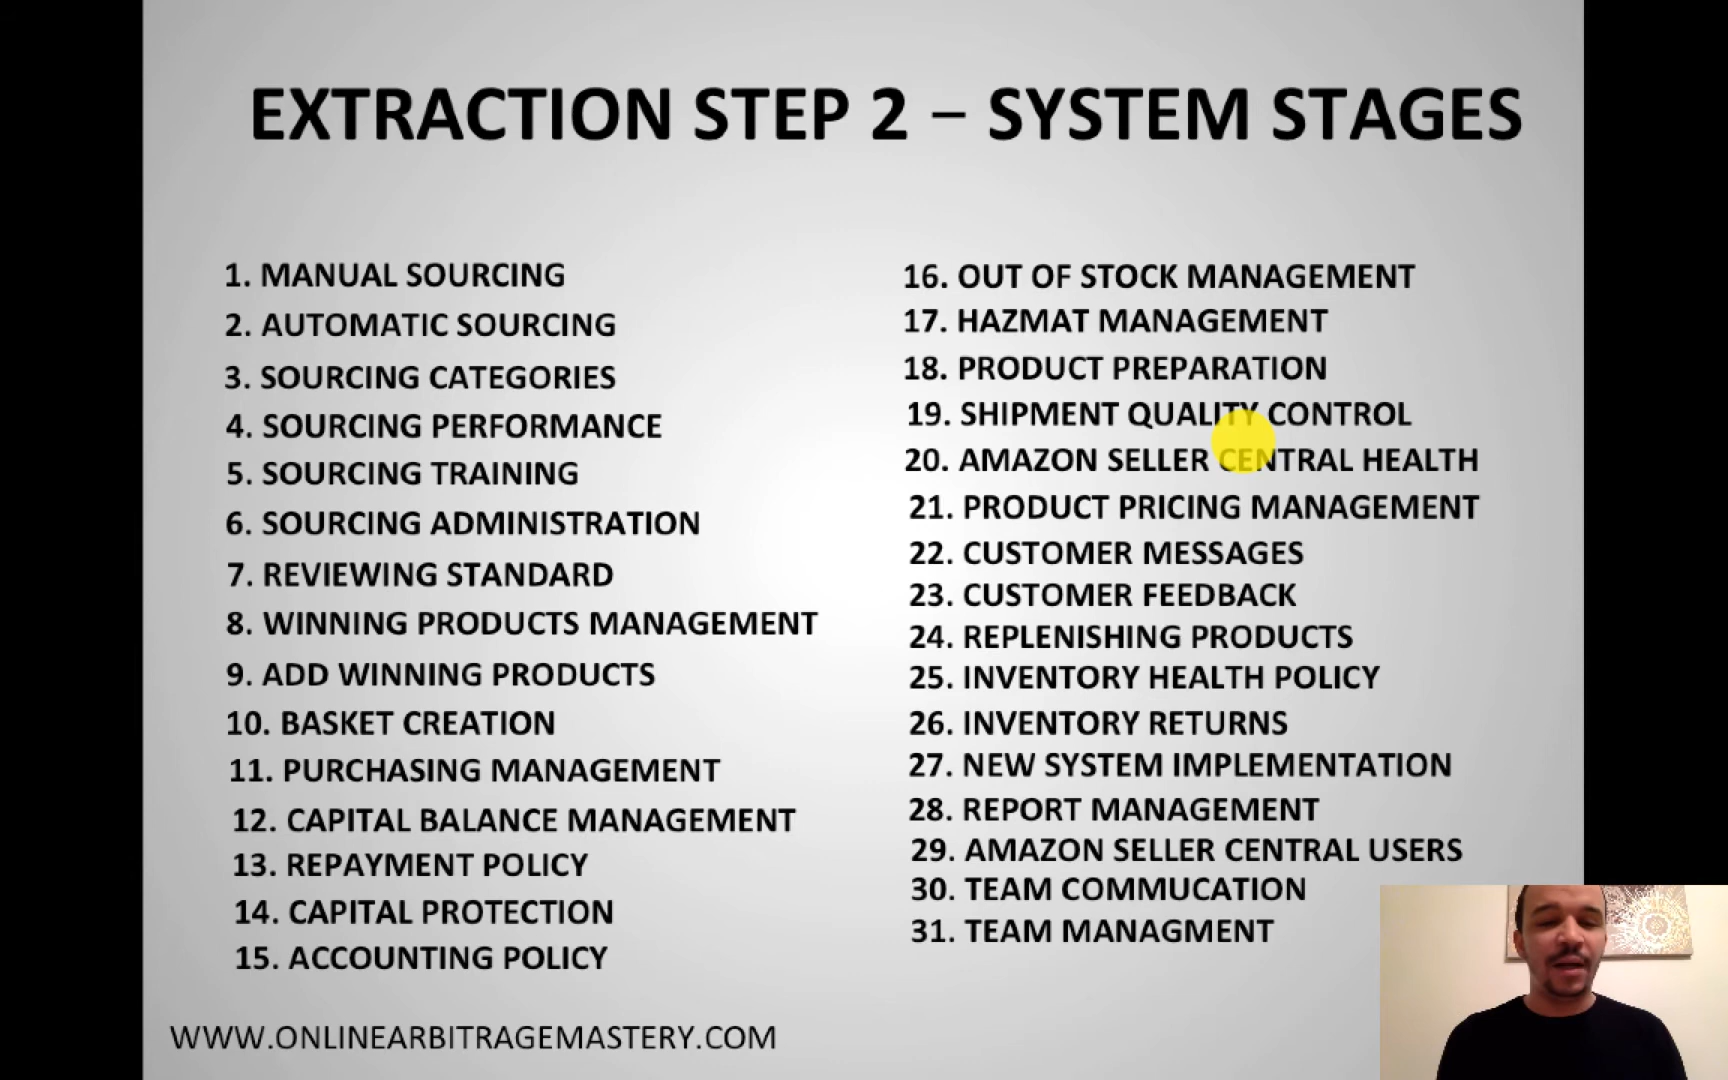 EXTRACTION STEP 2 – SYSTEM STAGES
1. MANUAL SOURCING
2. AUTOMATIC SOURCING
3. SOURCING CATEGORIES
4. SOURCING PERFORMANCE
5. SOURCING TRAINING
6. SOURCING ADMINISTRATION
7. REVIEWING STANDARD
8. WINNING PRODUCTS MANAGEMENT
9. ADD WINNING PRODUCTS
10. BASKET CREATION
11. PURCHASING MANAGEMENT
12. CAPITAL BALANCE MANAGEMENT
13. REPAYMENT POLICY
14. CAPITAL PROTECTION
15. ACCOUNTING POLICY
16. OUT OF STOCK MANAGEMENT
17. HAZMAT MANAGEMENT
18. PRODUCT PREPARATION
19. SHIPMENT QUALITY CONTROL
20. AMAZON SELLER CENTRAL HEALTH
21. PRODUCT PRICING MANAGEMENT
22. CUSTOMER MESSAGES
23. CUSTOMER FEEDBACK
24. REPLENISHING PRODUCTS
25. INVENTORY HEALTH POLICY
26. INVENTORY RETURNS
27. NEW SYSTEM IMPLEMENTATION
28. REPORT MANAGEMENT
29. AMAZON SELLER CENTRAL USERS
30. TEAM COMMUCATION
31. TEAM MANAGMENT
WWW.ONLINEARBITRAGEMASTERY.COM